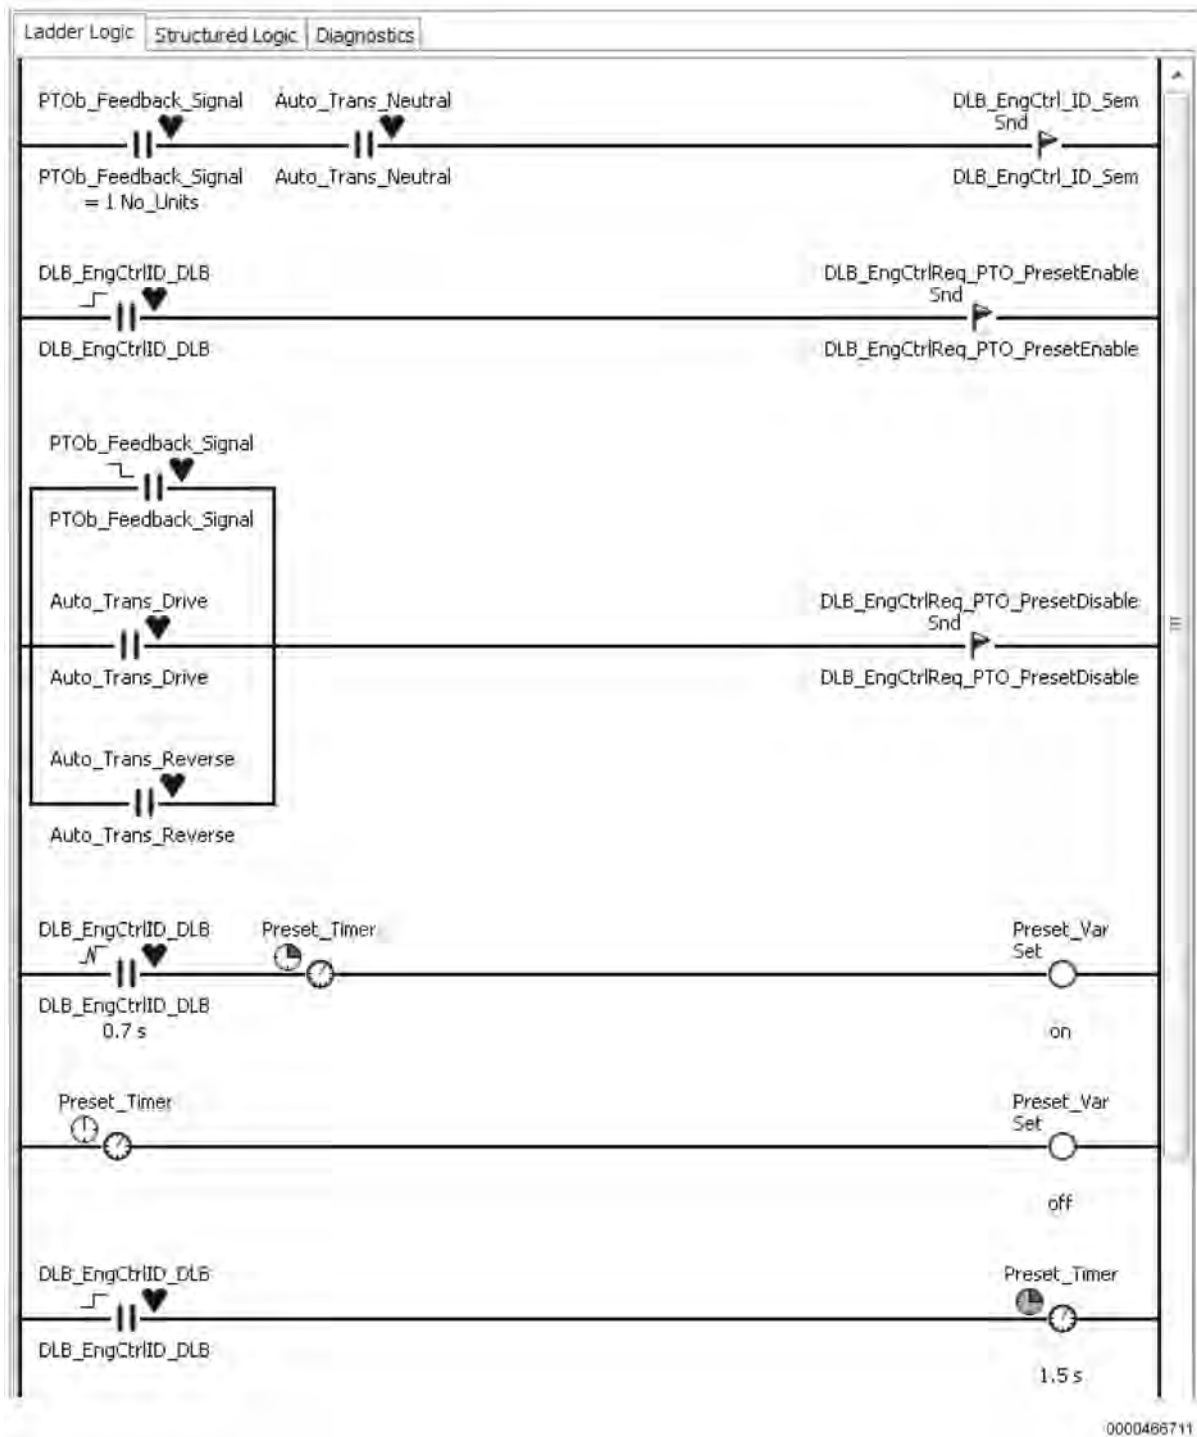 Ladder Logic Structured Logic Diagnostics
PTOb_Feedback_Signal Auto_Trans_Neutral DLB_EngCtrl_ID_Sem
Snd
PTOb_Feedback_Signal Auto_Trans_Neutral DLB_EngCtrl_ID_Sem
= 1 No_Units
DLB_EngCtrlID_DLB DLB_EngCtrlReq_PTO_PresetEnable
Snd
DLB_EngCtrlID_DLB DLB_EngCtrlReq_PTO_PresetEnable
PTOb_Feedback_Signal
PTOb_Feedback_Signal
Auto_Trans_Drive DLB_EngCtrlReq_PTO_PresetDisable
Snd
Auto_Trans_Drive DLB_EngCtrlReq_PTO_PresetDisable
Auto_Trans_Reverse
Auto_Trans_Reverse
DLB_EngCtrlID_DLB Preset_Timer Preset_Var
Set
DLB_EngCtrlID_DLB
0.7 s on
Preset_Timer Preset_Var
Set
off
DLB_EngCtrlID_DLB Preset_Timer
DLB_EngCtrlID_DLB
1.5 s
0000466711